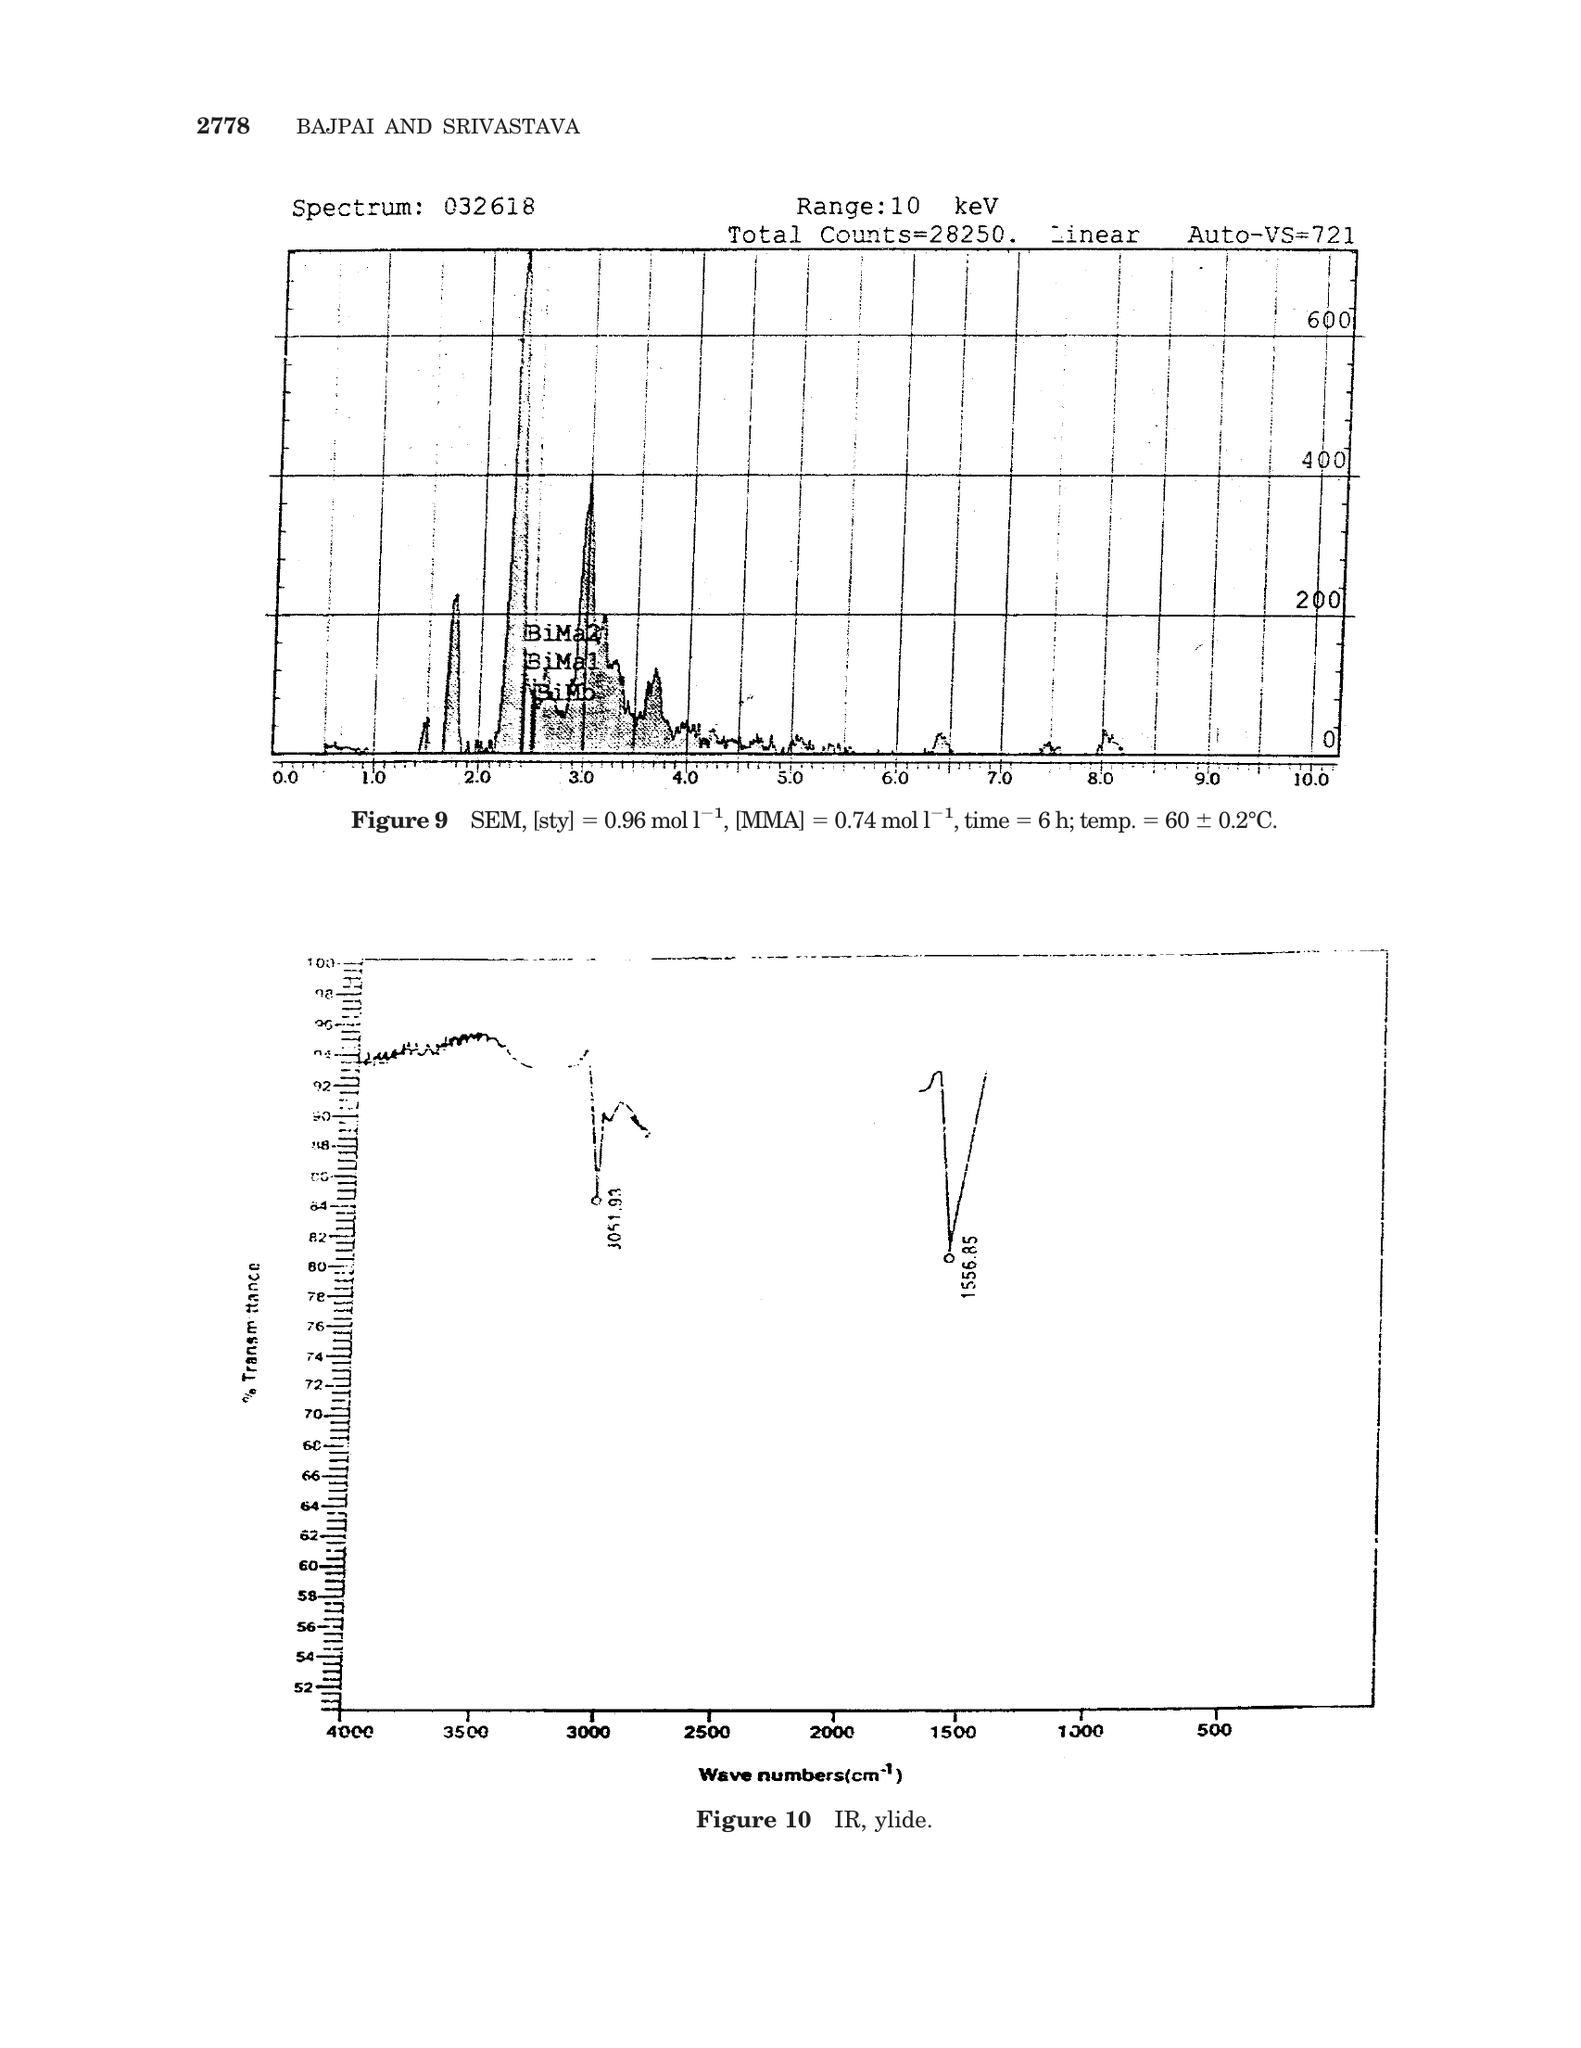 2778 BAJPAI AND SRIVASTAVA
Spectrum: 032618 Range:10 keV
Total Counts=28250. Linear Auto-VS=721
600
400
200
BiMa2
BiMa1
BiMb
0
0.0 1.0 2.0 3.0 4.0 5.0 6.0 7.0 8.0 9.0 10.0
Figure 9 SEM, [sty] = 0.96 mol l⁻¹, [MMA] = 0.74 mol l⁻¹, time = 6 h; temp. = 60 ± 0.2°C.
100
98
96
94
92
90
88
86
84
82
80
78
76
74
72
70
68
66
64
62
60
58
56
54
52
% Transmittance
3051.93
1556.85
4000 3500 3000 2500 2000 1500 1000 500
Wave numbers(cm⁻¹)
Figure 10 IR, ylide.